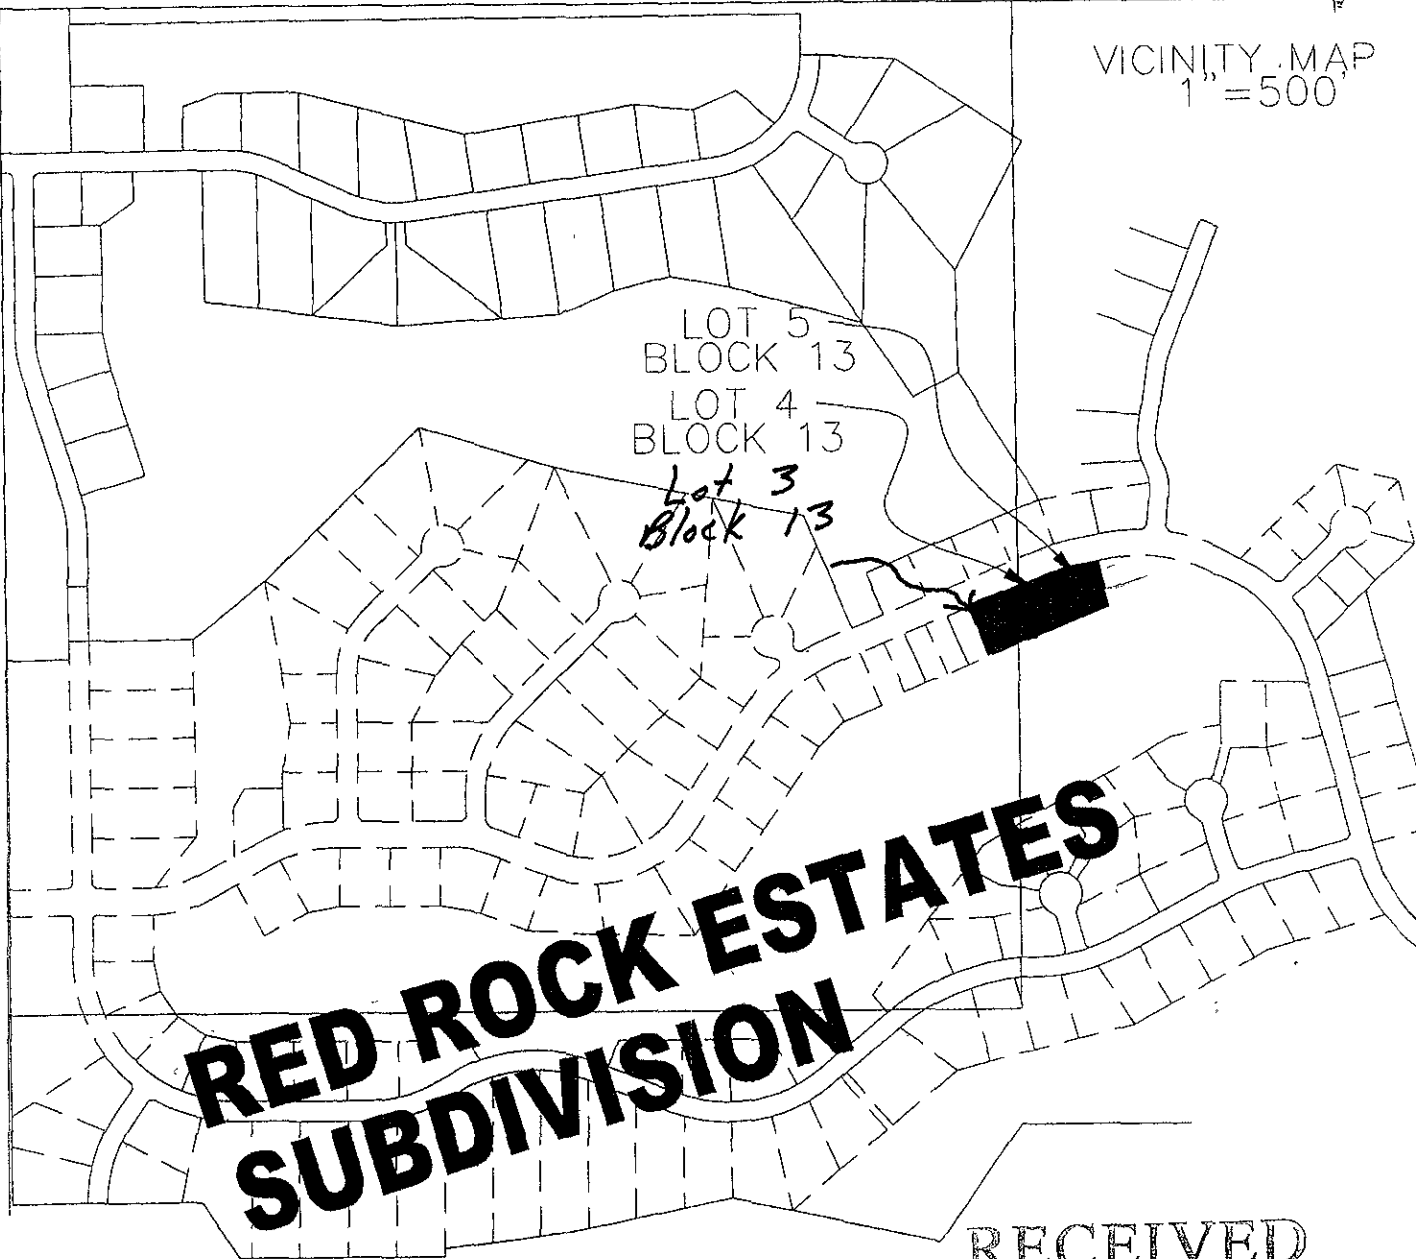 VICINITY MAP
1"=500'
LOT 5
BLOCK 13
LOT 4
BLOCK 13
Lot 3
Block 13
RED ROCK ESTATES
SUBDIVISION
RECEIVED